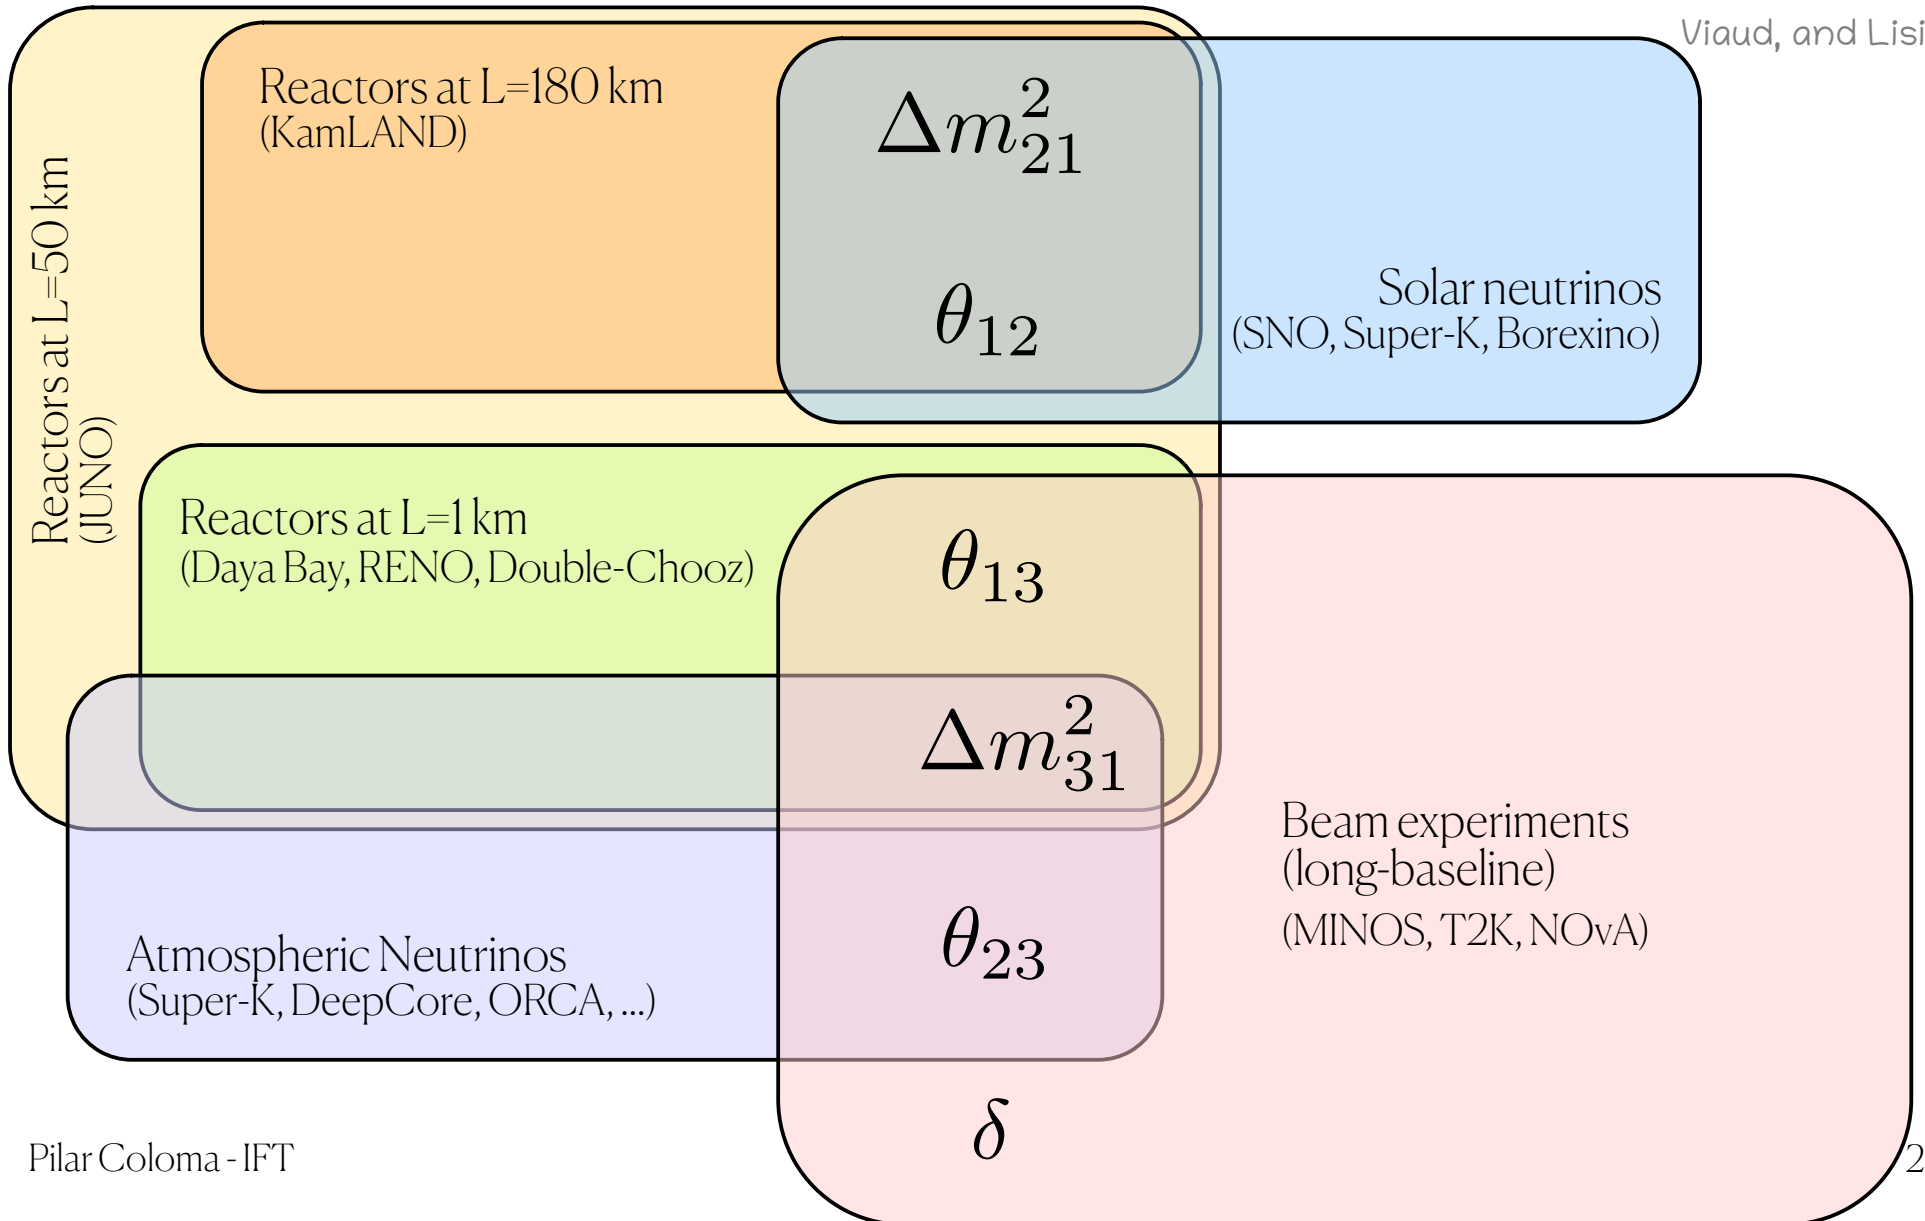 Viaud, and Lisi
Reactors at L=180 km
(KamLAND)
Δm²₂₁
θ₁₂
Solar neutrinos
(SNO, Super-K, Borexino)
Reactors at L=50 km
(JUNO)
Reactors at L=1 km
(Daya Bay, RENO, Double-Chooz)
θ₁₃
Δm²₃₁
Beam experiments
(long-baseline)
(MINOS, T2K, NOvA)
θ₂₃
Atmospheric Neutrinos
(Super-K, DeepCore, ORCA, ...)
δ
Pilar Coloma - IFT
2